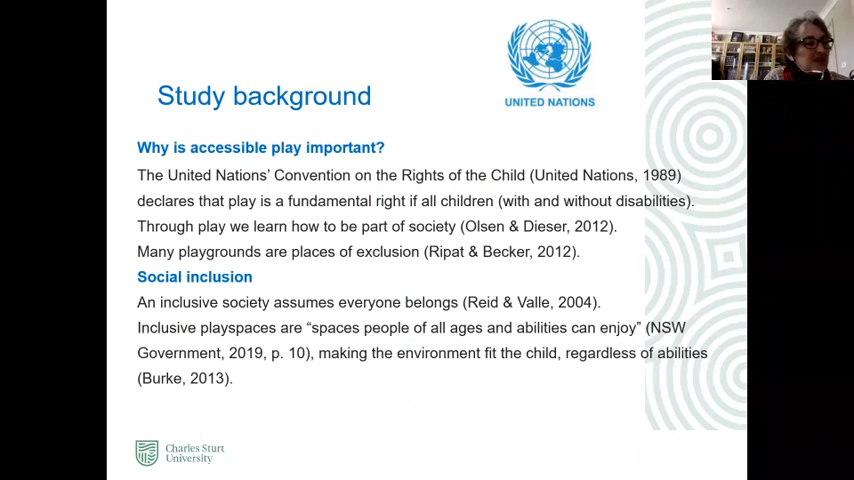 UNITED NATIONS
Study background
Why is accessible play important?
The United Nations' Convention on the Rights of the Child (United Nations, 1989)
declares that play is a fundamental right if all children (with and without disabilities).
Through play we learn how to be part of society (Olsen & Dieser, 2012).
Many playgrounds are places of exclusion (Ripat & Becker, 2012).
Social inclusion
An inclusive society assumes everyone belongs (Reid & Valle, 2004).
Inclusive playspaces are “spaces people of all ages and abilities can enjoy” (NSW
Government, 2019, p. 10), making the environment fit the child, regardless of abilities
(Burke, 2013).
Charles Sturt
University